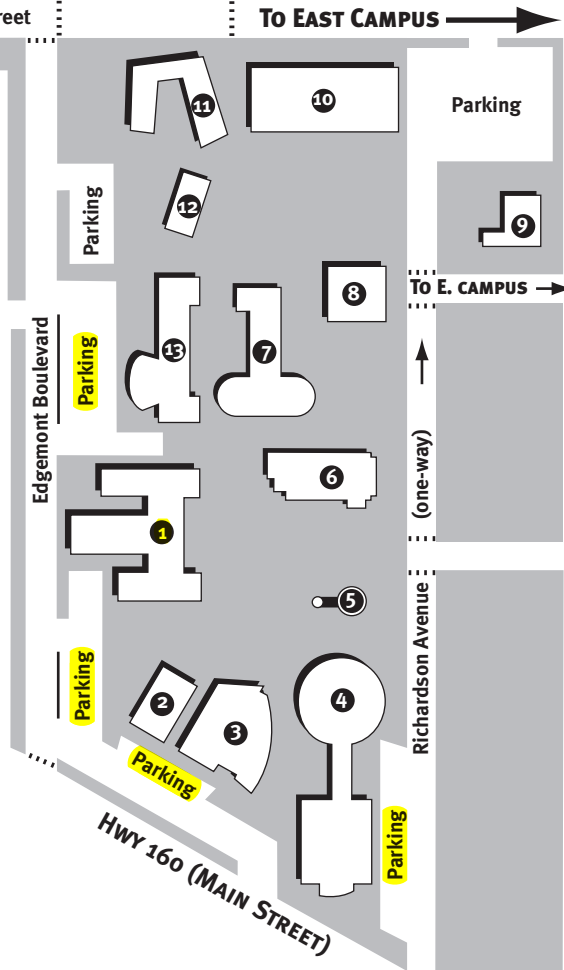 reet
TO EAST CAMPUS
11
10
Parking
12
Parking
9
8
TO E. CAMPUS
13
7
Parking
Edgemont Boulevard
6
(one-way)
1
5
Richardson Avenue
Parking
2
3
4
Parking
Parking
HWY 160 (MAIN STREET)